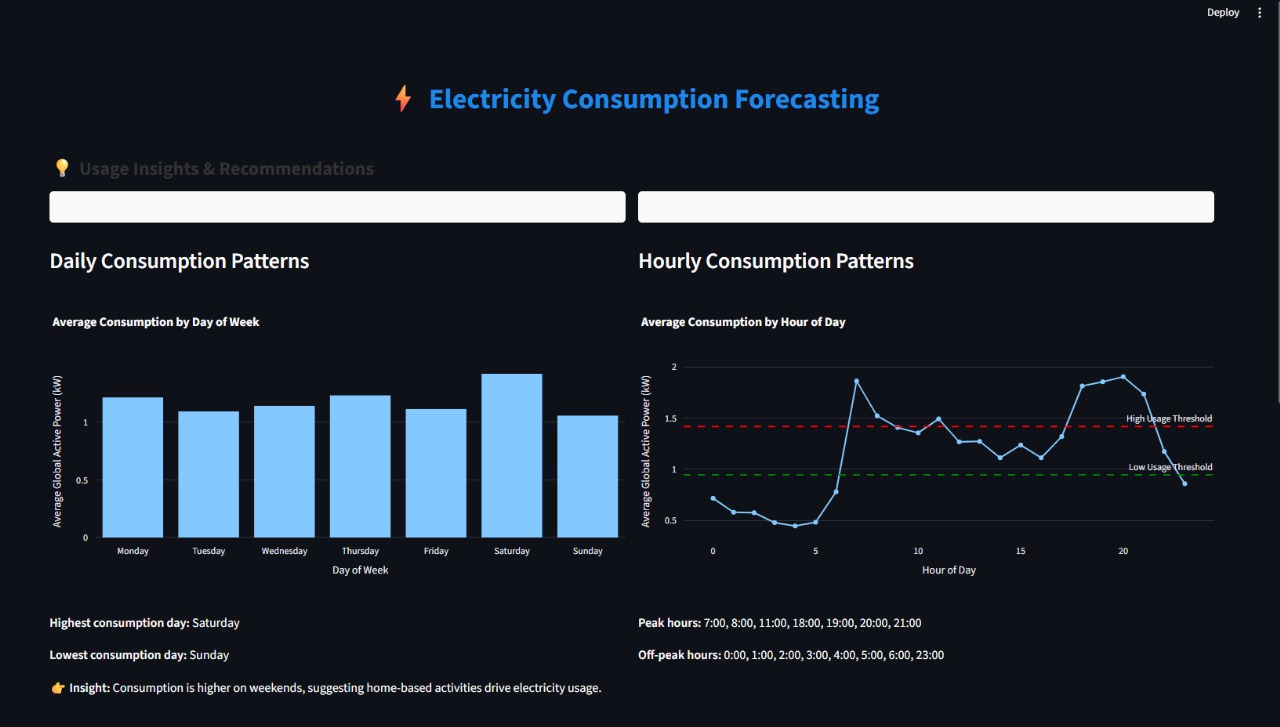 Deploy
⚡ Electricity Consumption Forecasting
💡 Usage Insights & Recommendations
Daily Consumption Patterns
Average Consumption by Day of Week
Average Global Active Power (kW)
1
0.5
0
Monday Tuesday Wednesday Thursday Friday Saturday Sunday
Day of Week
Highest consumption day: Saturday
Lowest consumption day: Sunday
👉 Insight: Consumption is higher on weekends, suggesting home-based activities drive electricity usage.
Hourly Consumption Patterns
Average Consumption by Hour of Day
Average Global Active Power (kW)
2
1.5
1
0.5
High Usage Threshold
Low Usage Threshold
0 5 10 15 20
Hour of Day
Peak hours: 7:00, 8:00, 11:00, 18:00, 19:00, 20:00, 21:00
Off-peak hours: 0:00, 1:00, 2:00, 3:00, 4:00, 5:00, 6:00, 23:00